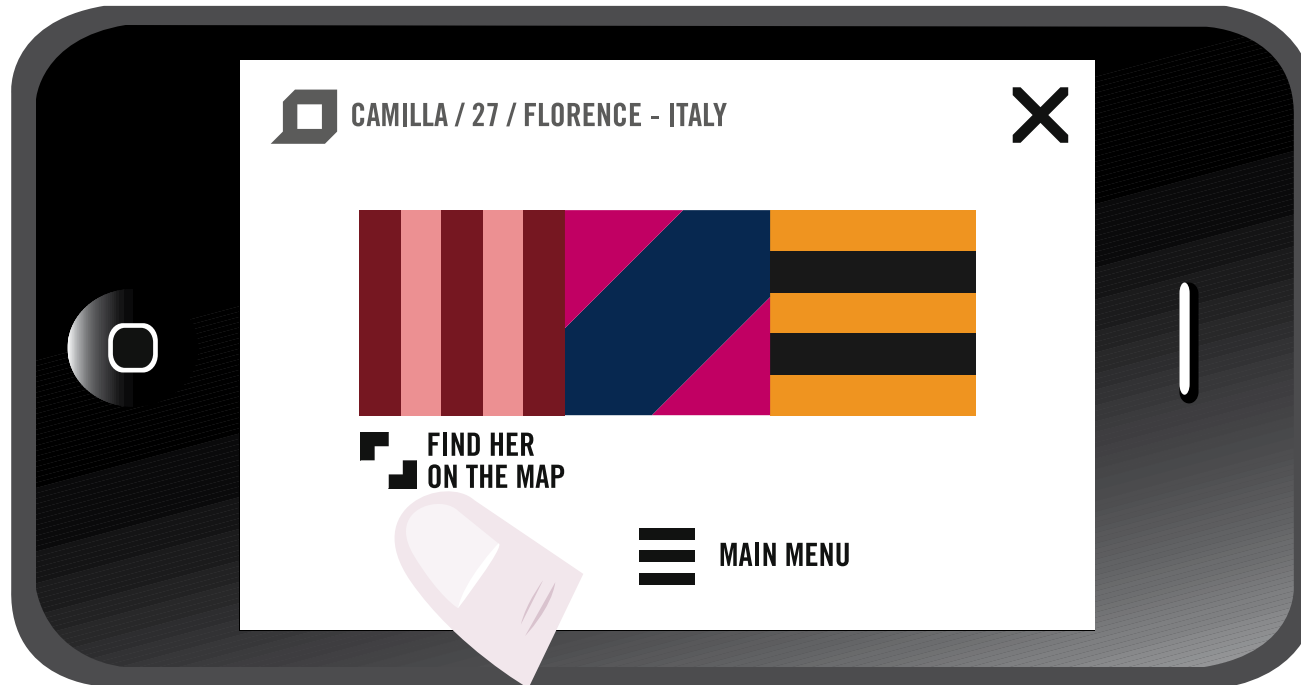 CAMILLA / 27 / FLORENCE - ITALY
FIND HER
ON THE MAP
MAIN MENU